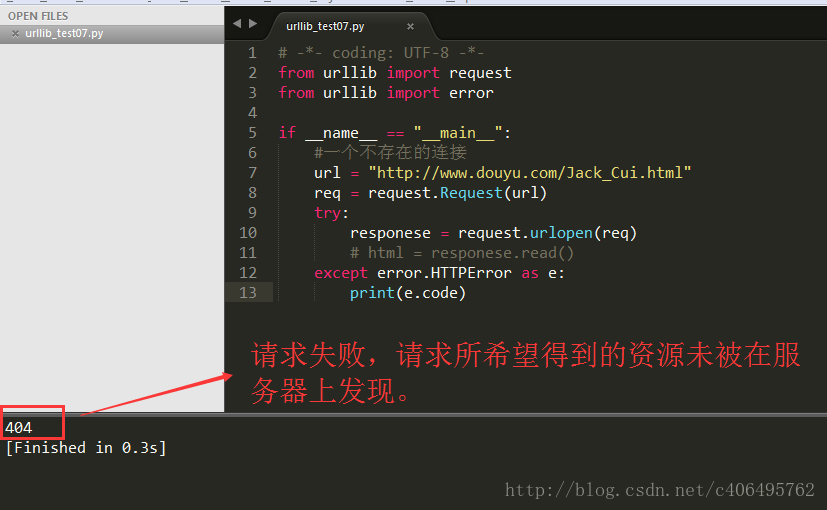 OPEN FILES
urllib_test07.py
urllib_test07.py
1 # -*- coding: UTF-8 -*-
2 from urllib import request
3 from urllib import error
4
5 if __name__ == "__main__":
6 #一个不存在的连接
7 url = "http://www.douyu.com/Jack_Cui.html"
8 req = request.Request(url)
9 try:
10 responese = request.urlopen(req)
11 # html = responese.read()
12 except error.HTTPError as e:
13 print(e.code)
请求失败，请求所希望得到的资源未被在服
务器上发现。
404
[Finished in 0.3s]
http://blog.csdn.net/c406495762